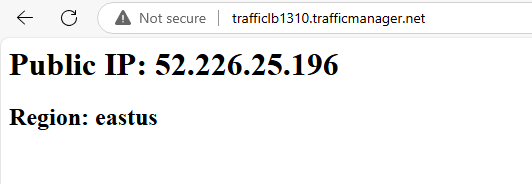 Not secure trafficlb1310.trafficmanager.net
Public IP: 52.226.25.196
Region: eastus